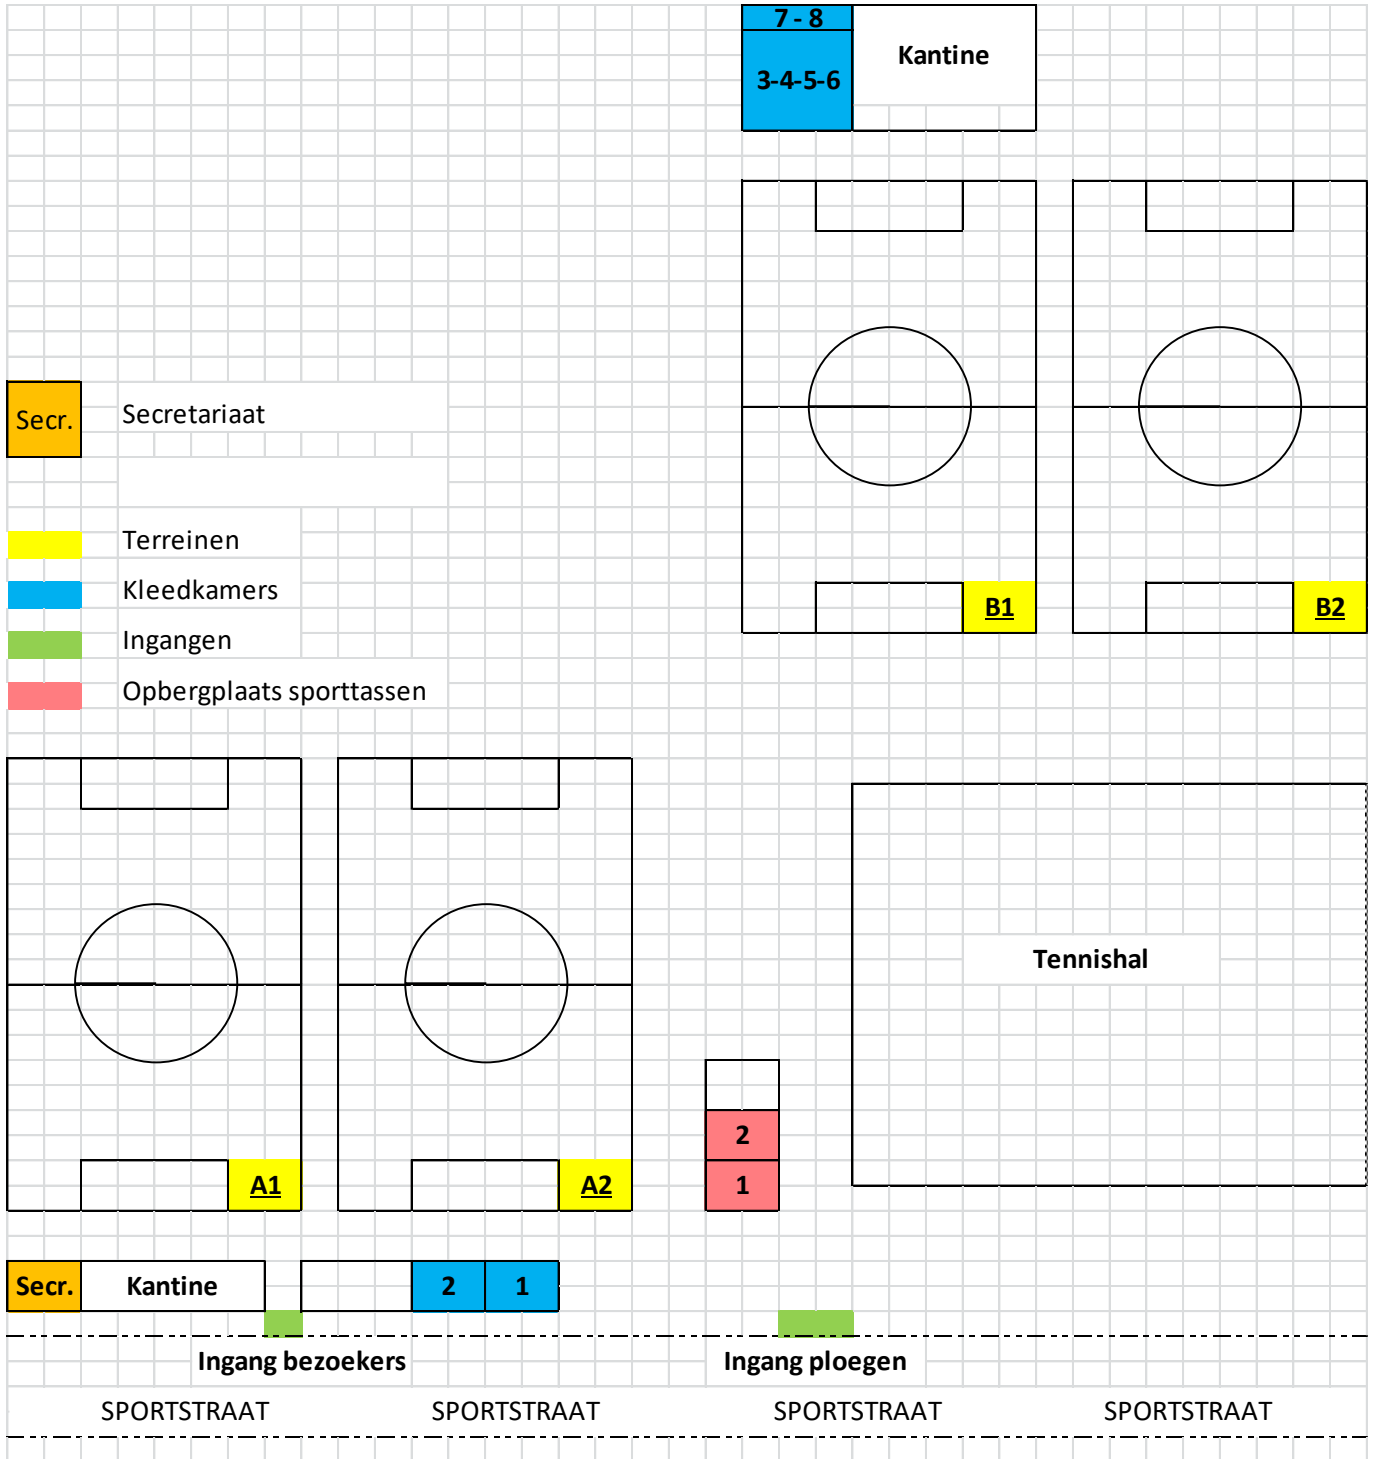 7 - 8
Kantine
3-4-5-6
Secr.
Secretariaat
Terreinen
Kleedkamers
Ingangen
Opbergplaats sporttassen
B1
B2
Tennishal
2
1
A1
A2
Secr.
Kantine
2
1
Ingang bezoekers
Ingang ploegen
SPORTSTRAAT
SPORTSTRAAT
SPORTSTRAAT
SPORTSTRAAT